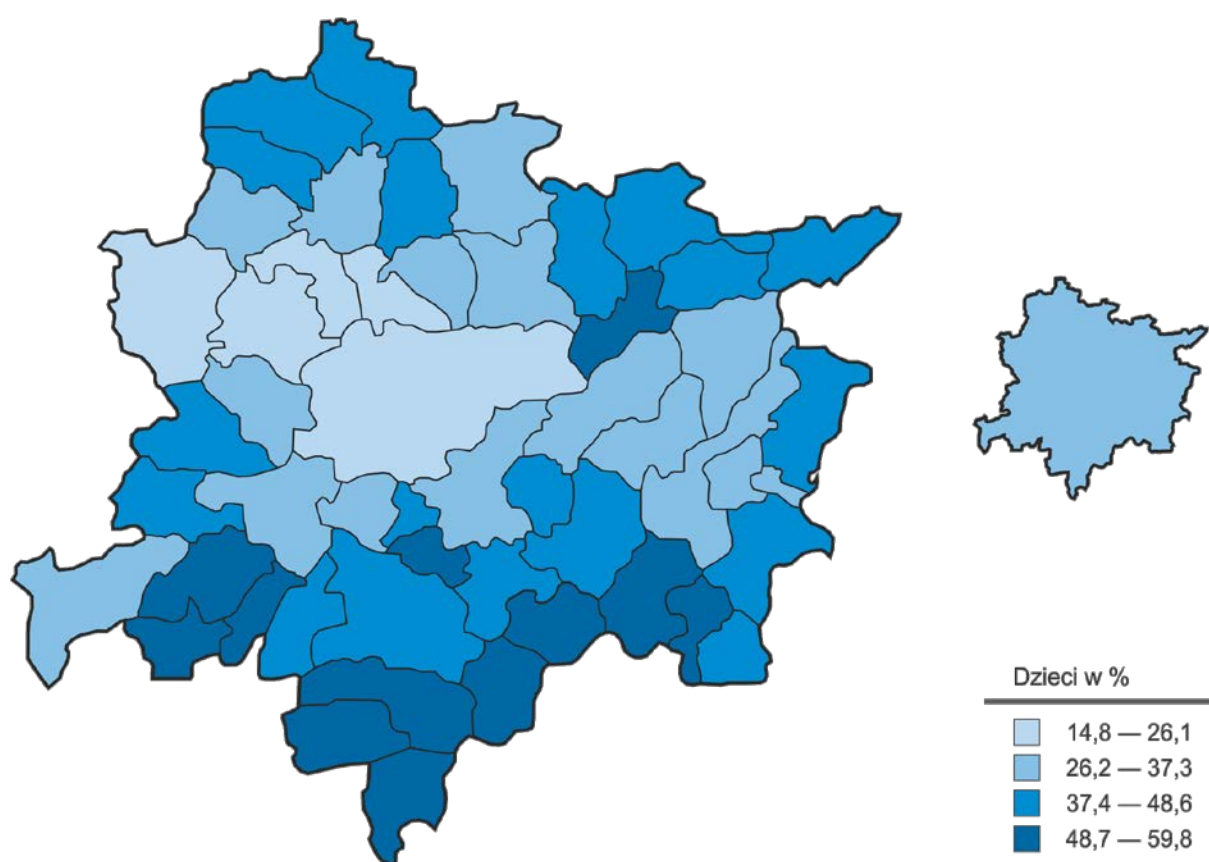 Dzieci w %
14,8 — 26,1
26,2 — 37,3
37,4 — 48,6
48,7 — 59,8